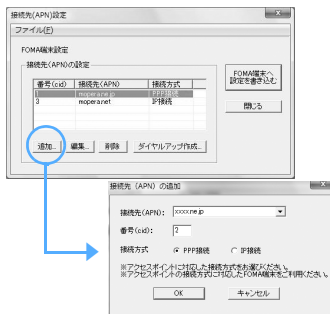 接続先(APN)設定
ファイル(F)
FOMA端末設定
接続先(APN)の設定
番号(cid) 接続先(APN) 接続方式
1 mopera.ne.jp PPP接続
3 mopera.net IP接続
FOMA端末へ
設定を書き込む
閉じる
追加... 編集... 削除 ダイヤルアップ作成...
接続先（APN）の追加
接続先(APN): xxxx.ne.jp
番号(cid): 2
接続方式 PPP接続 IP接続
※アクセスポイントに対応した接続方式をお選びください。
※アクセスポイントの接続方式に対応したFOMA端末をご利用ください。
OK キャンセル